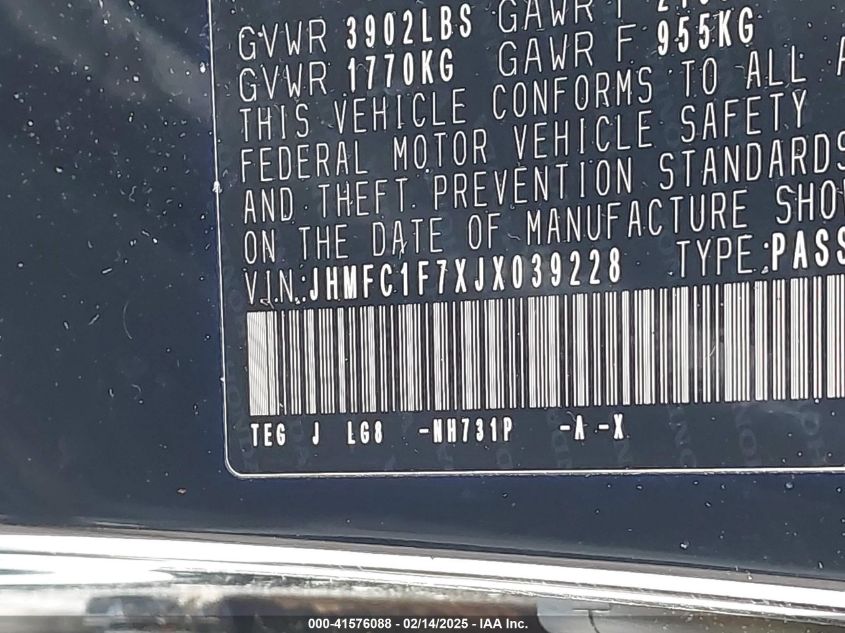 GVWR 3902LBS GAWR F
GVWR 1770KG GAWR F 955KG
THIS VEHICLE CONFORMS TO ALL
FEDERAL MOTOR VEHICLE SAFETY
AND THEFT PREVENTION STANDARDS
ON THE DATE OF MANUFACTURE
VIN.:JHMFC1F7XJX039228 TYPE:PASS
TEG J LG8 -NH731P -A -X
000-41576088 - 02/14/2025 - IAA Inc.